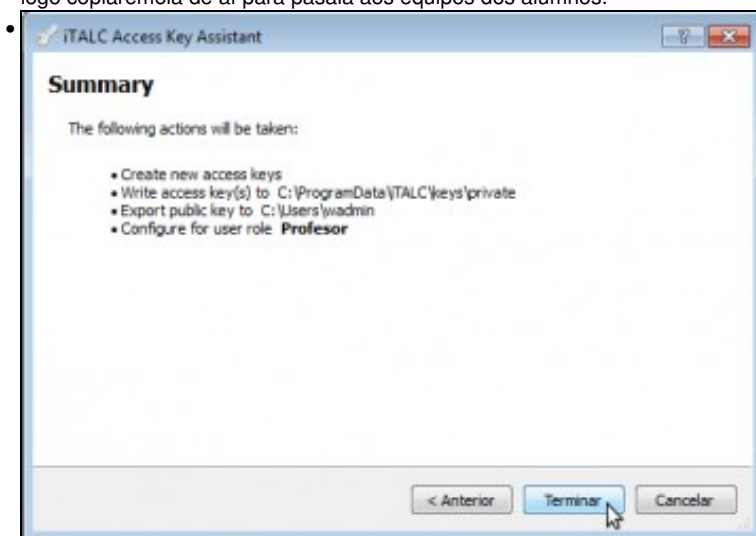 logo copiarémola de aí para pasala aos equipos dos alumnos.
iTALC Access Key Assistant
Summary
The following actions will be taken:
• Create new access keys
• Write access key(s) to C:\ProgramData\iTALC\keys\private
• Export public key to C:\Users\wadmin
• Configure for user role Profesor
< Anterior Terminar Cancelar